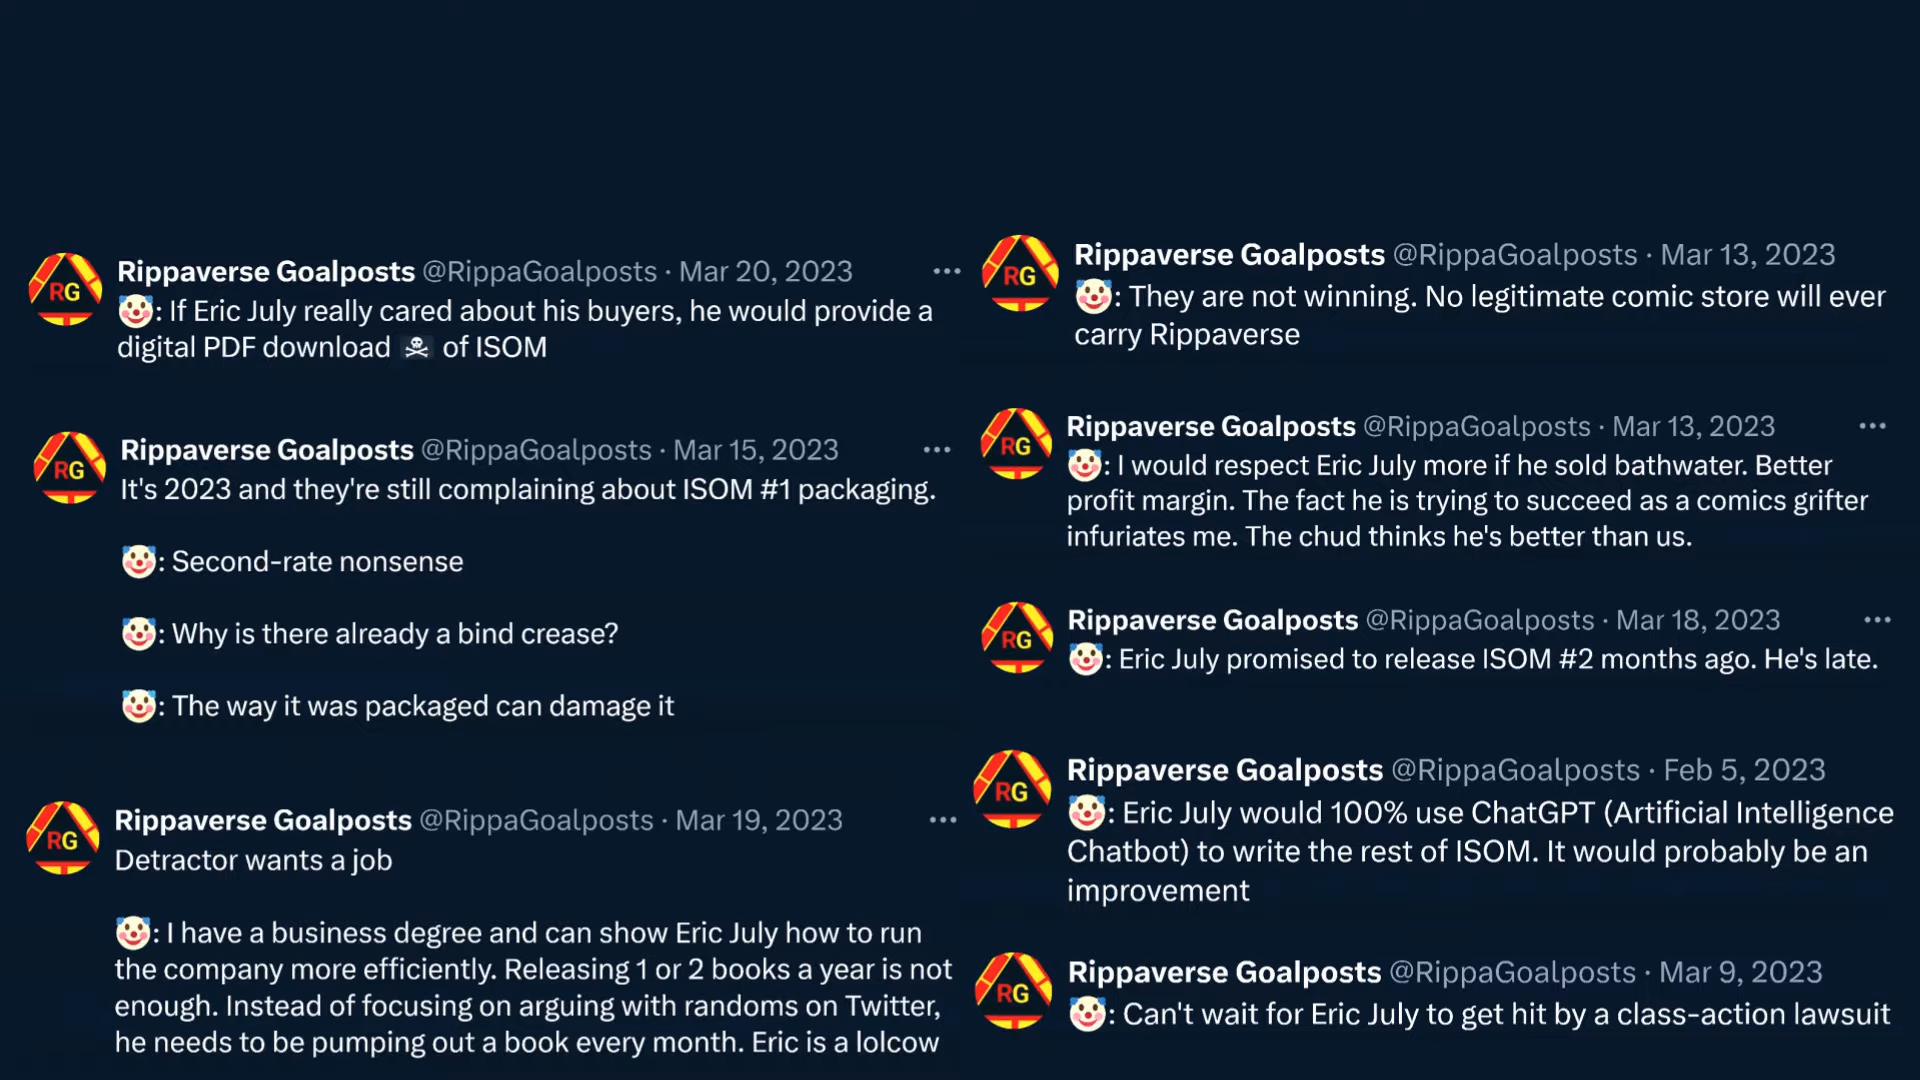 RG
Rippaverse Goalposts @RippaGoalposts · Mar 20, 2023 ···
🤡: If Eric July really cared about his buyers, he would provide a
digital PDF download ☠️ of ISOM
RG
Rippaverse Goalposts @RippaGoalposts · Mar 15, 2023 ···
It's 2023 and they're still complaining about ISOM #1 packaging.
🤡: Second-rate nonsense
🤡: Why is there already a bind crease?
🤡: The way it was packaged can damage it
RG
Rippaverse Goalposts @RippaGoalposts · Mar 19, 2023 ···
Detractor wants a job
🤡: I have a business degree and can show Eric July how to run
the company more efficiently. Releasing 1 or 2 books a year is not
enough. Instead of focusing on arguing with randoms on Twitter,
he needs to be pumping out a book every month. Eric is a lolcow
RG
Rippaverse Goalposts @RippaGoalposts · Mar 13, 2023
🤡: They are not winning. No legitimate comic store will ever
carry Rippaverse
RG
Rippaverse Goalposts @RippaGoalposts · Mar 13, 2023 ···
🤡: I would respect Eric July more if he sold bathwater. Better
profit margin. The fact he is trying to succeed as a comics grifter
infuriates me. The chud thinks he's better than us.
RG
Rippaverse Goalposts @RippaGoalposts · Mar 18, 2023 ···
🤡: Eric July promised to release ISOM #2 months ago. He's late.
RG
Rippaverse Goalposts @RippaGoalposts · Feb 5, 2023
🤡: Eric July would 100% use ChatGPT (Artificial Intelligence
Chatbot) to write the rest of ISOM. It would probably be an
improvement
RG
Rippaverse Goalposts @RippaGoalposts · Mar 9, 2023
🤡: Can't wait for Eric July to get hit by a class-action lawsuit